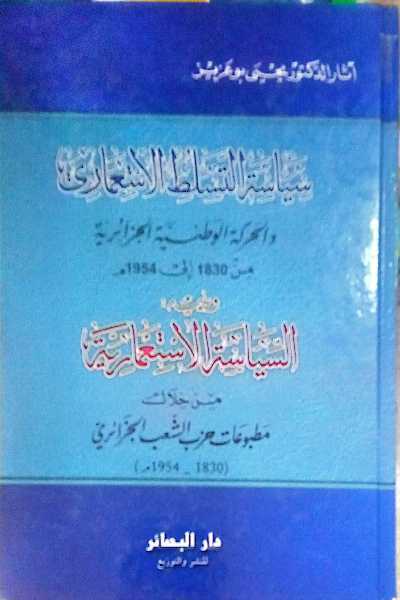 آثار الدكتور يحيى بوعزيز
سياسة التسلط الاستعماري
والحركة الوطنية الجزائرية
من 1830 إلى 1954م
ويليه:
السياسة الاستعمارية
من خلال
مطبوعات حزب الشعب الجزائري
(1830 _ 1954م)
دار البصائر
للنشر والتوزيع